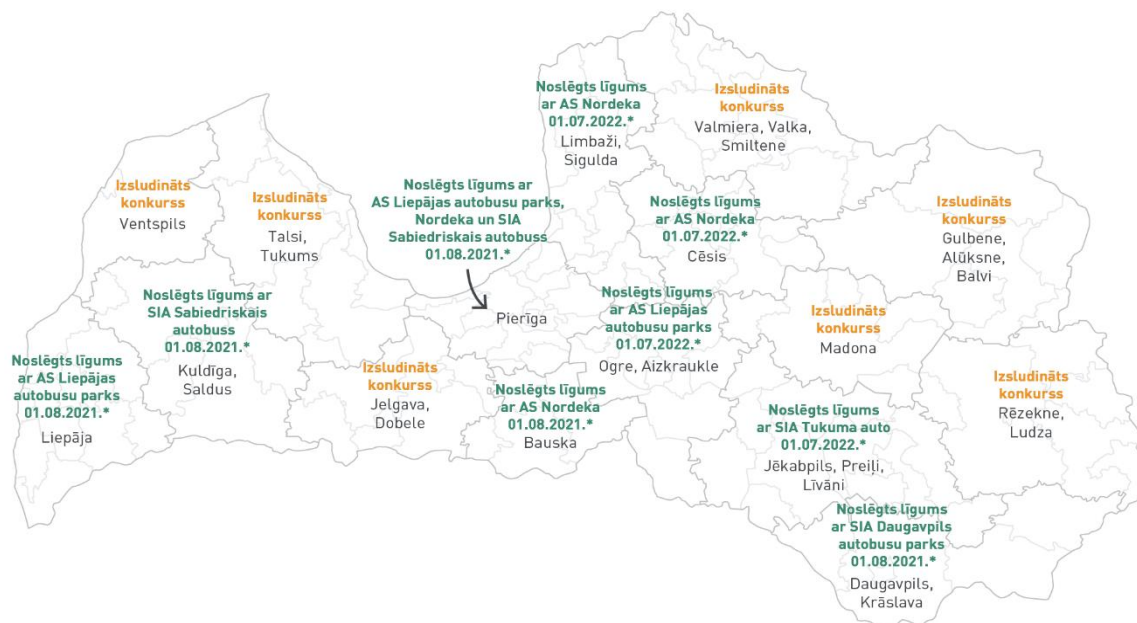 Noslēgts līgums
ar AS Nordeka
01.07.2022.*
Limbaži,
Sigulda
Izsludināts
konkurss
Valmiera, Valka,
Smiltene
Izsludināts
konkurss
Ventspils
Izsludināts
konkurss
Talsi,
Tukums
Noslēgts līgums ar
AS Liepājas autobusu parks,
Nordeka un SIA
Sabiedriskais autobuss
01.08.2021.*
Pierīga
Noslēgts līgums
ar AS Nordeka
01.07.2022.*
Cēsis
Izsludināts
konkurss
Gulbene,
Alūksne,
Balvi
Noslēgts līgums ar
SIA Sabiedriskais
autobuss
01.08.2021.*
Kuldīga,
Saldus
Noslēgts līgums
ar AS Liepājas
autobusu parks
01.07.2022.*
Ogre, Aizkraukle
Izsludināts
konkurss
Madona
Noslēgts līgums
ar AS Liepājas
autobusu parks
01.08.2021.*
Liepāja
Izsludināts
konkurss
Jelgava,
Dobele
Noslēgts līgums
ar AS Nordeka
01.08.2021.*
Bauska
Izsludināts
konkurss
Rēzekne,
Ludza
Noslēgts līgums
ar SIA Tukuma auto
01.07.2022.*
Jēkabpils, Preiļi,
Līvāni
Noslēgts līgums
ar SIA Daugavpils
autobusu parks
01.08.2021.*
Daugavpils,
Krāslava